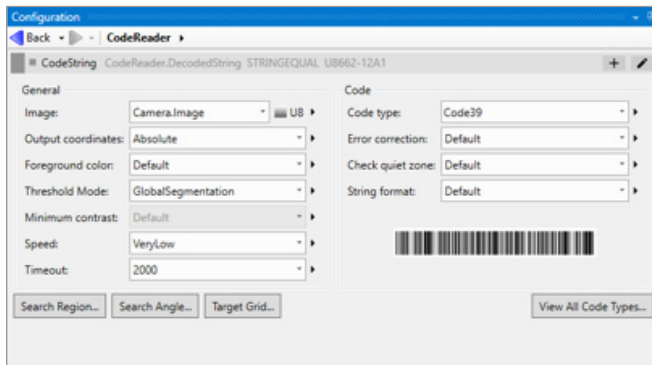 Configuration
Back CodeReader
CodeString CodeReader.DecodedString STRINGEQUAL U8662-12A1
General
Image: Camera.Image U8
Output coordinates: Absolute
Foreground color: Default
Threshold Mode: GlobalSegmentation
Minimum contrast: Default
Speed: VeryLow
Timeout: 2000
Code
Code type: Code39
Error correction: Default
Check quiet zone: Default
String format: Default
Search Region... Search Angle... Target Grid... View All Code Types...